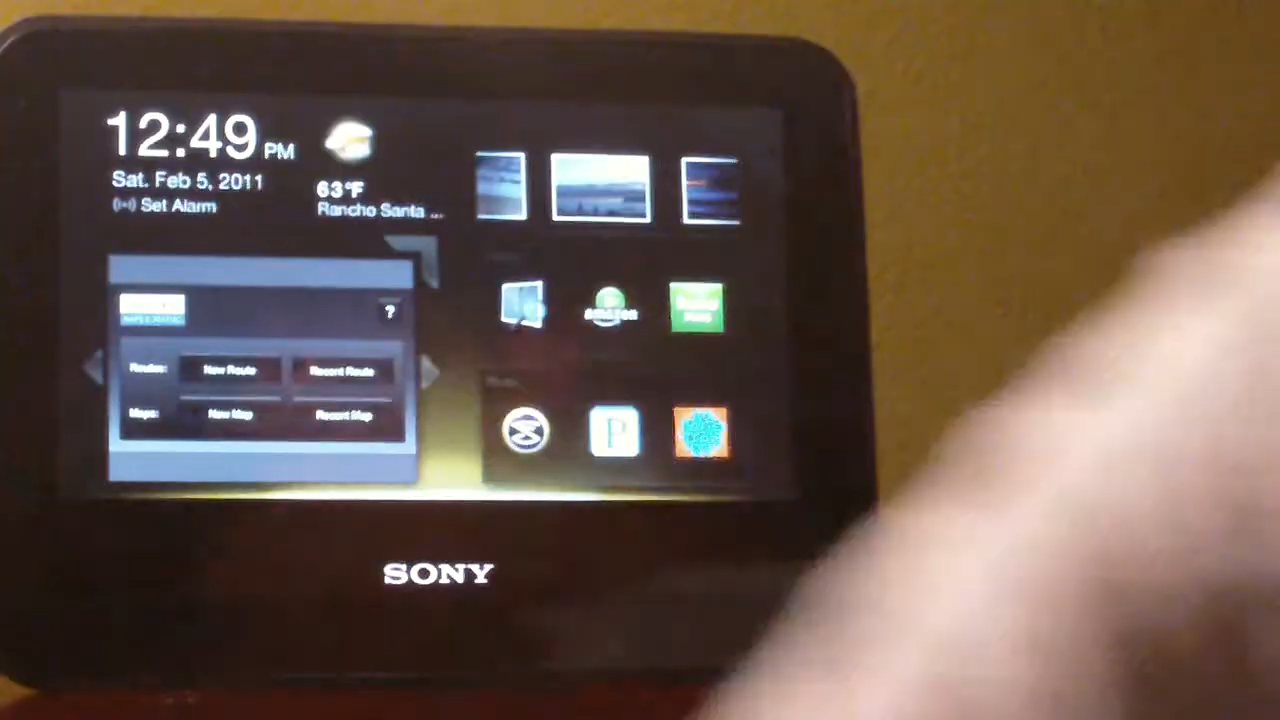 12:49 PM
Sat. Feb 5, 2011
Set Alarm
63°F
Rancho Santa ...
?
Routes:
New Route
Recent Route
Maps:
New Map
Recent Map
amazon
P
SONY